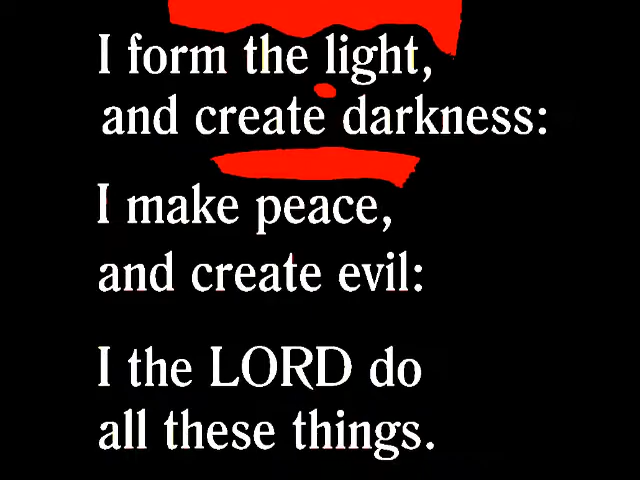 I form the light,
and create darkness:
I make peace,
and create evil:
I the LORD do
all these things.